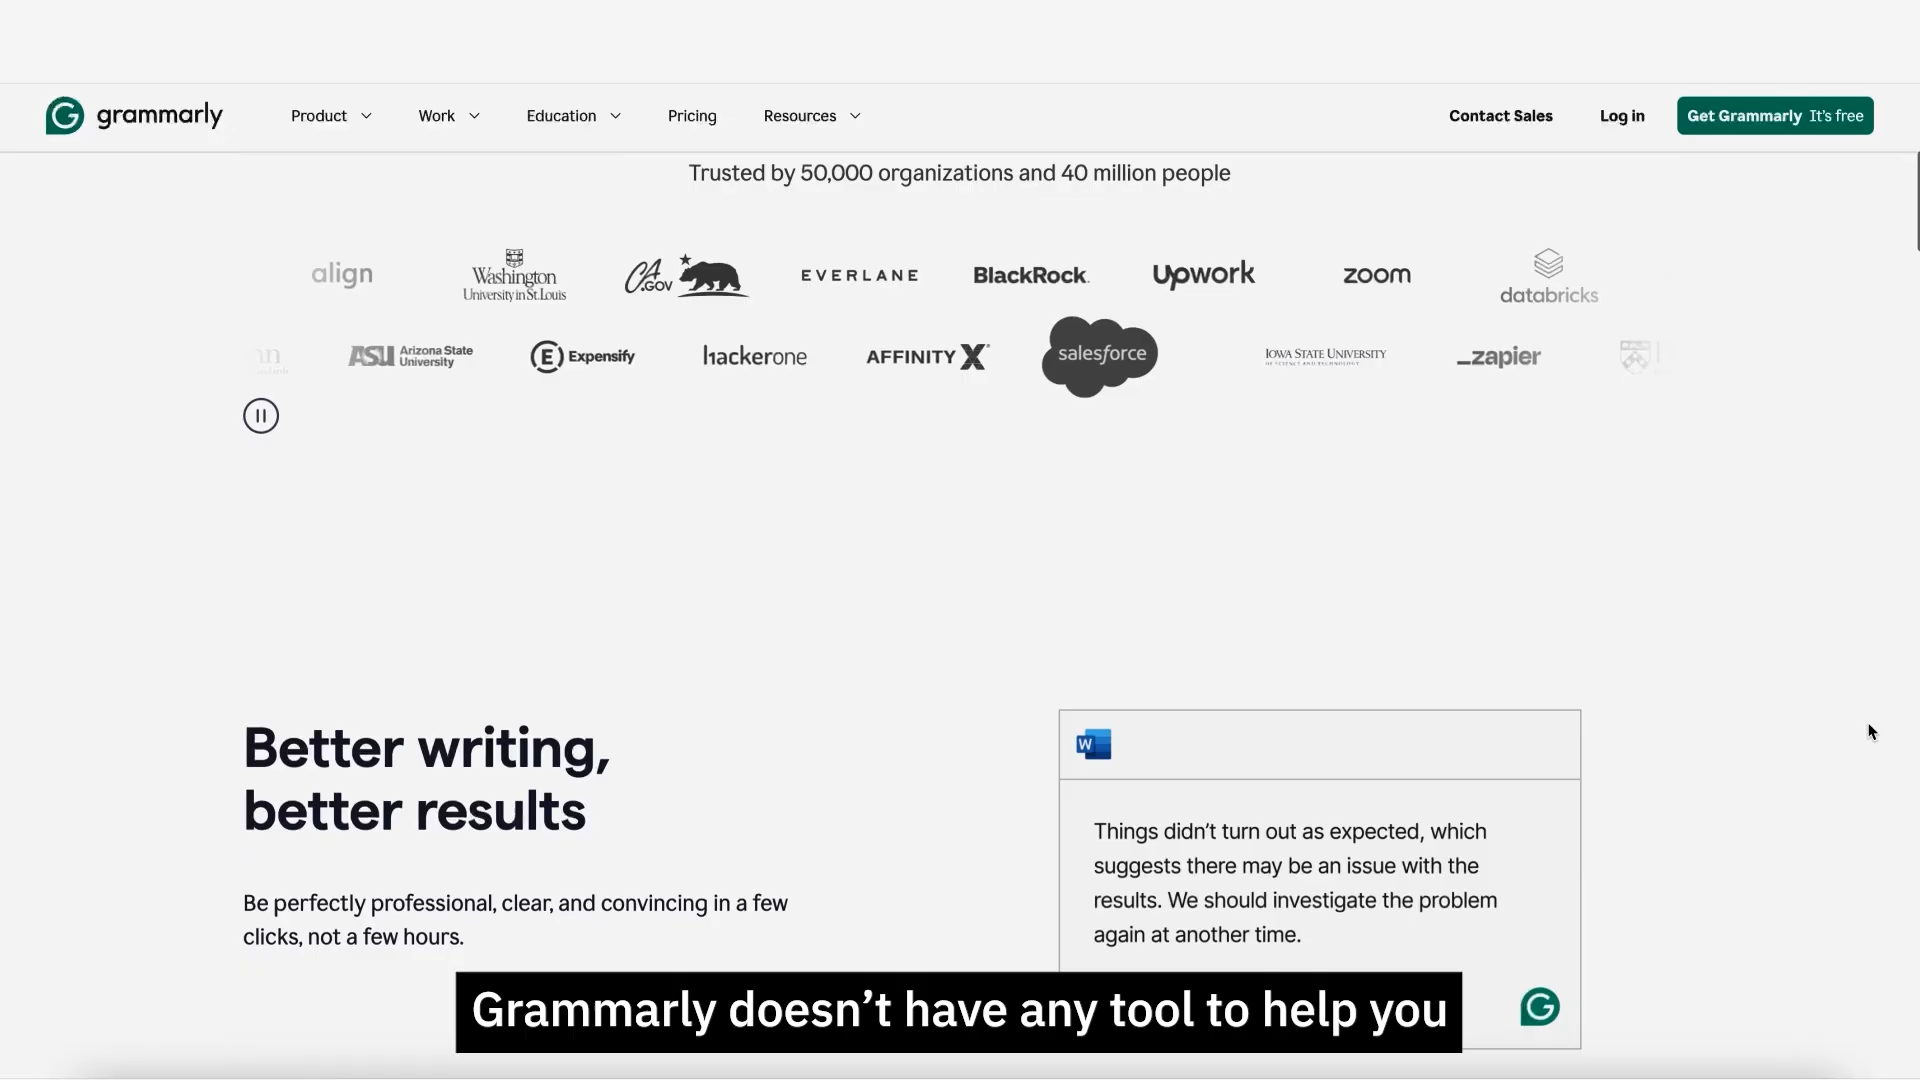 grammarly
Product
Work
Education
Pricing
Resources
Contact Sales
Log in
Get Grammarly It's free
Trusted by 50,000 organizations and 40 million people
align
Washington
University in St. Louis
CA
.GOV
EVERLANE
BlackRock.
upwork
zoom
databricks
ASU Arizona State
University
Expensify
hackerone
AFFINITY X
salesforce
IOWA STATE UNIVERSITY
OF SCIENCE AND TECHNOLOGY
_zapier
Better writing,
better results
Be perfectly professional, clear, and convincing in a few
clicks, not a few hours.
W
Things didn't turn out as expected, which
suggests there may be an issue with the
results. We should investigate the problem
again at another time.
Grammarly doesn’t have any tool to help you